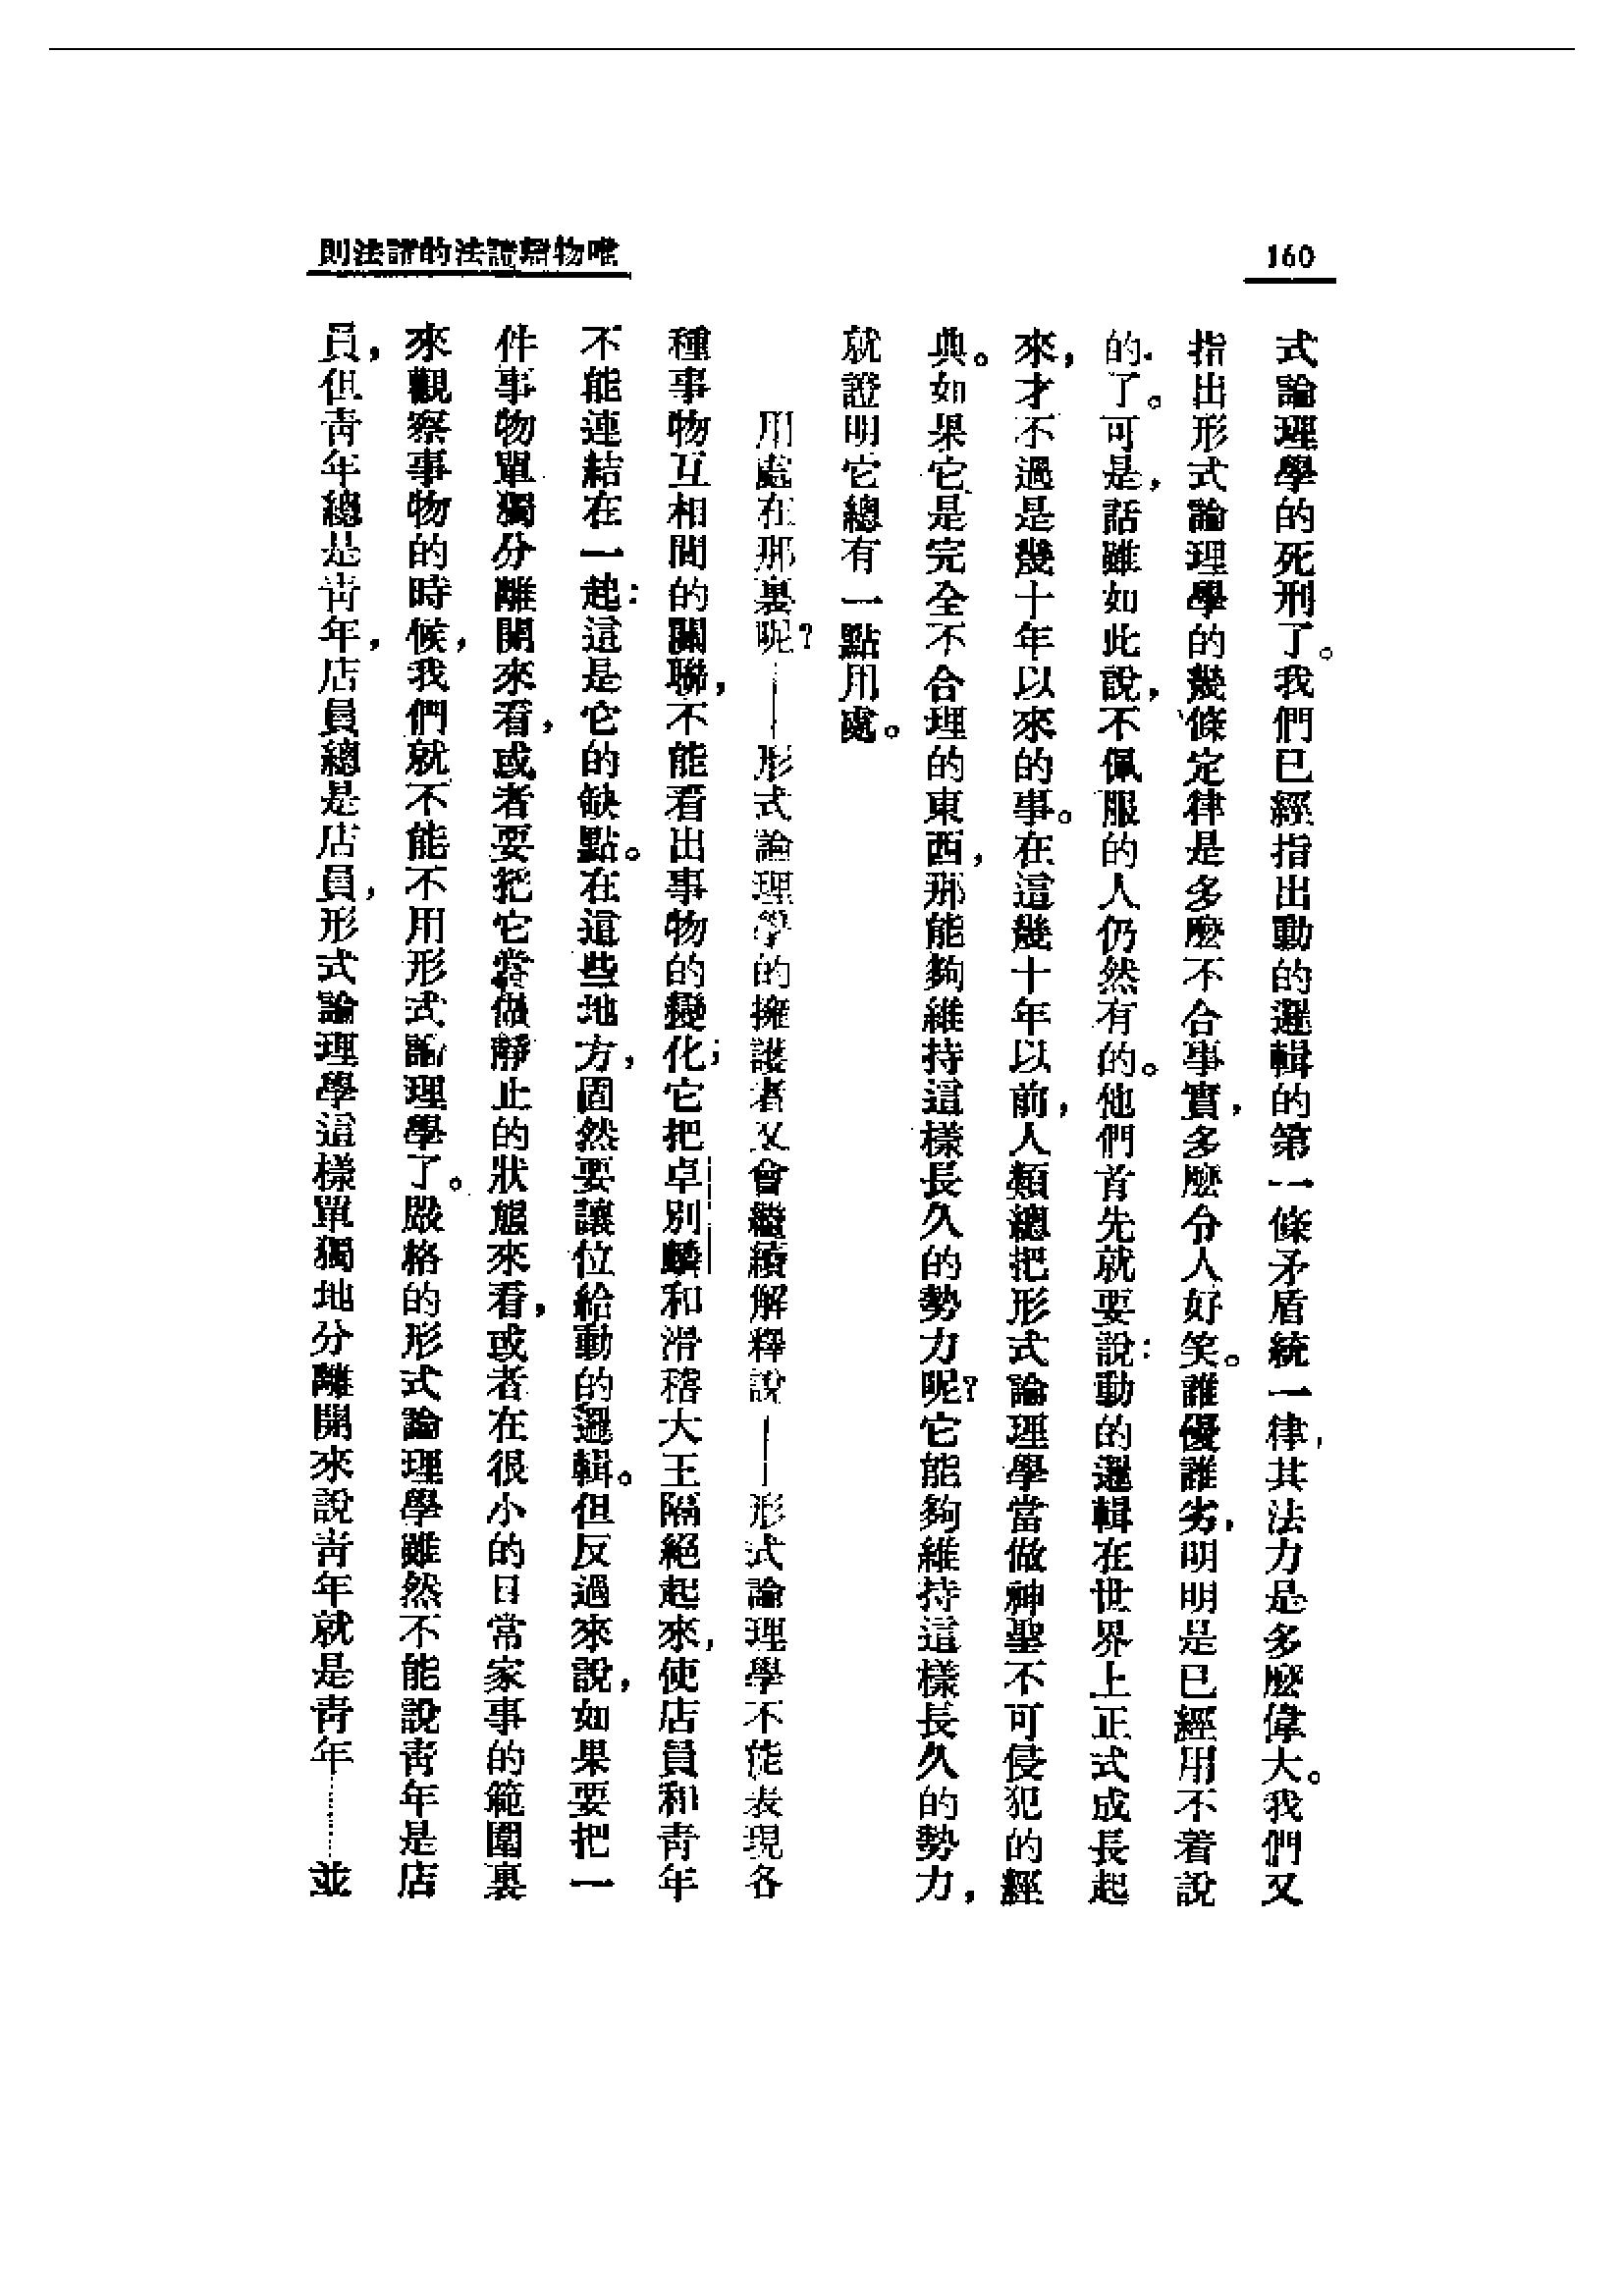 160
唯物辯證法的諸法則
式論理學的死刑了。我們已經指出動的邏輯的第一條矛盾統一律,其法力是多麼偉大。我們又
指出形式論理學的幾條定律是多麼不合事實,多麼令人好笑。誰優誰劣,明明是已經用不着說
的了。可是,話雖如此說,不佩服的人仍然有的。他們首先就要說:動的邏輯在世界上正式成長起
來,才不過是幾十年以來的事。在這幾十年以前,人類總把形式論理學當做神聖不可侵犯的經
典。如果它是完全不合理的東西,那能夠維持這樣長久的勢力呢?它能夠維持這樣長久的勢力,
就證明它總有一點用處。
用處在那裏呢?——形式論理學的擁護者又會繼續解釋說——形式論理學不能表現各
種事物互相間的關聯,不能看出事物的變化;它把卓別麟和滑稽大王隔絕起來,使店員和青年
不能連結在一起:這是它的缺點。在這些地方,固然要讓位給動的邏輯。但反過來說,如果要把一
件事物單獨分離開來看,或者要把它當做靜止的狀態來看,或者在很小的日常家事的範圍裏
來觀察事物的時候,我們就不能不用形式論理學了。嚴格的形式論理學雖然不能說青年是店
員,但青年總是青年,店員總是店員,形式論理學這樣單獨地分離開來說青年就是青年……並